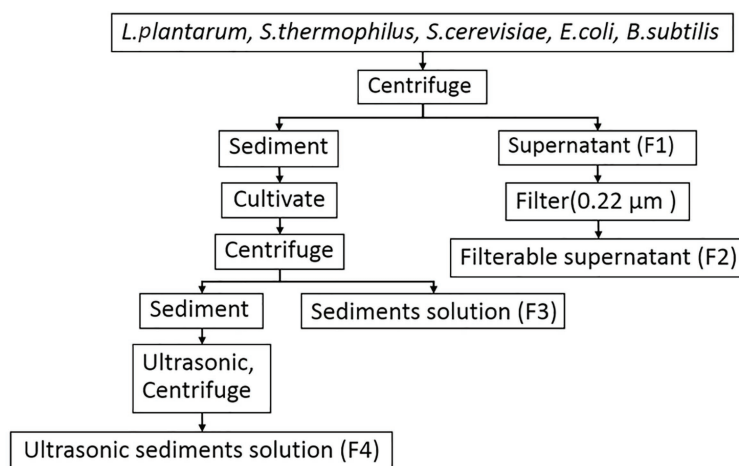 L.plantarum, S.thermophilus, S.cerevisiae, E.coli, B.subtilis
Centrifuge
Sediment
Supernatant (F1)
Cultivate
Filter(0.22 μm )
Centrifuge
Filterable supernatant (F2)
Sediment
Sediments solution (F3)
Ultrasonic,
Centrifuge
Ultrasonic sediments solution (F4)